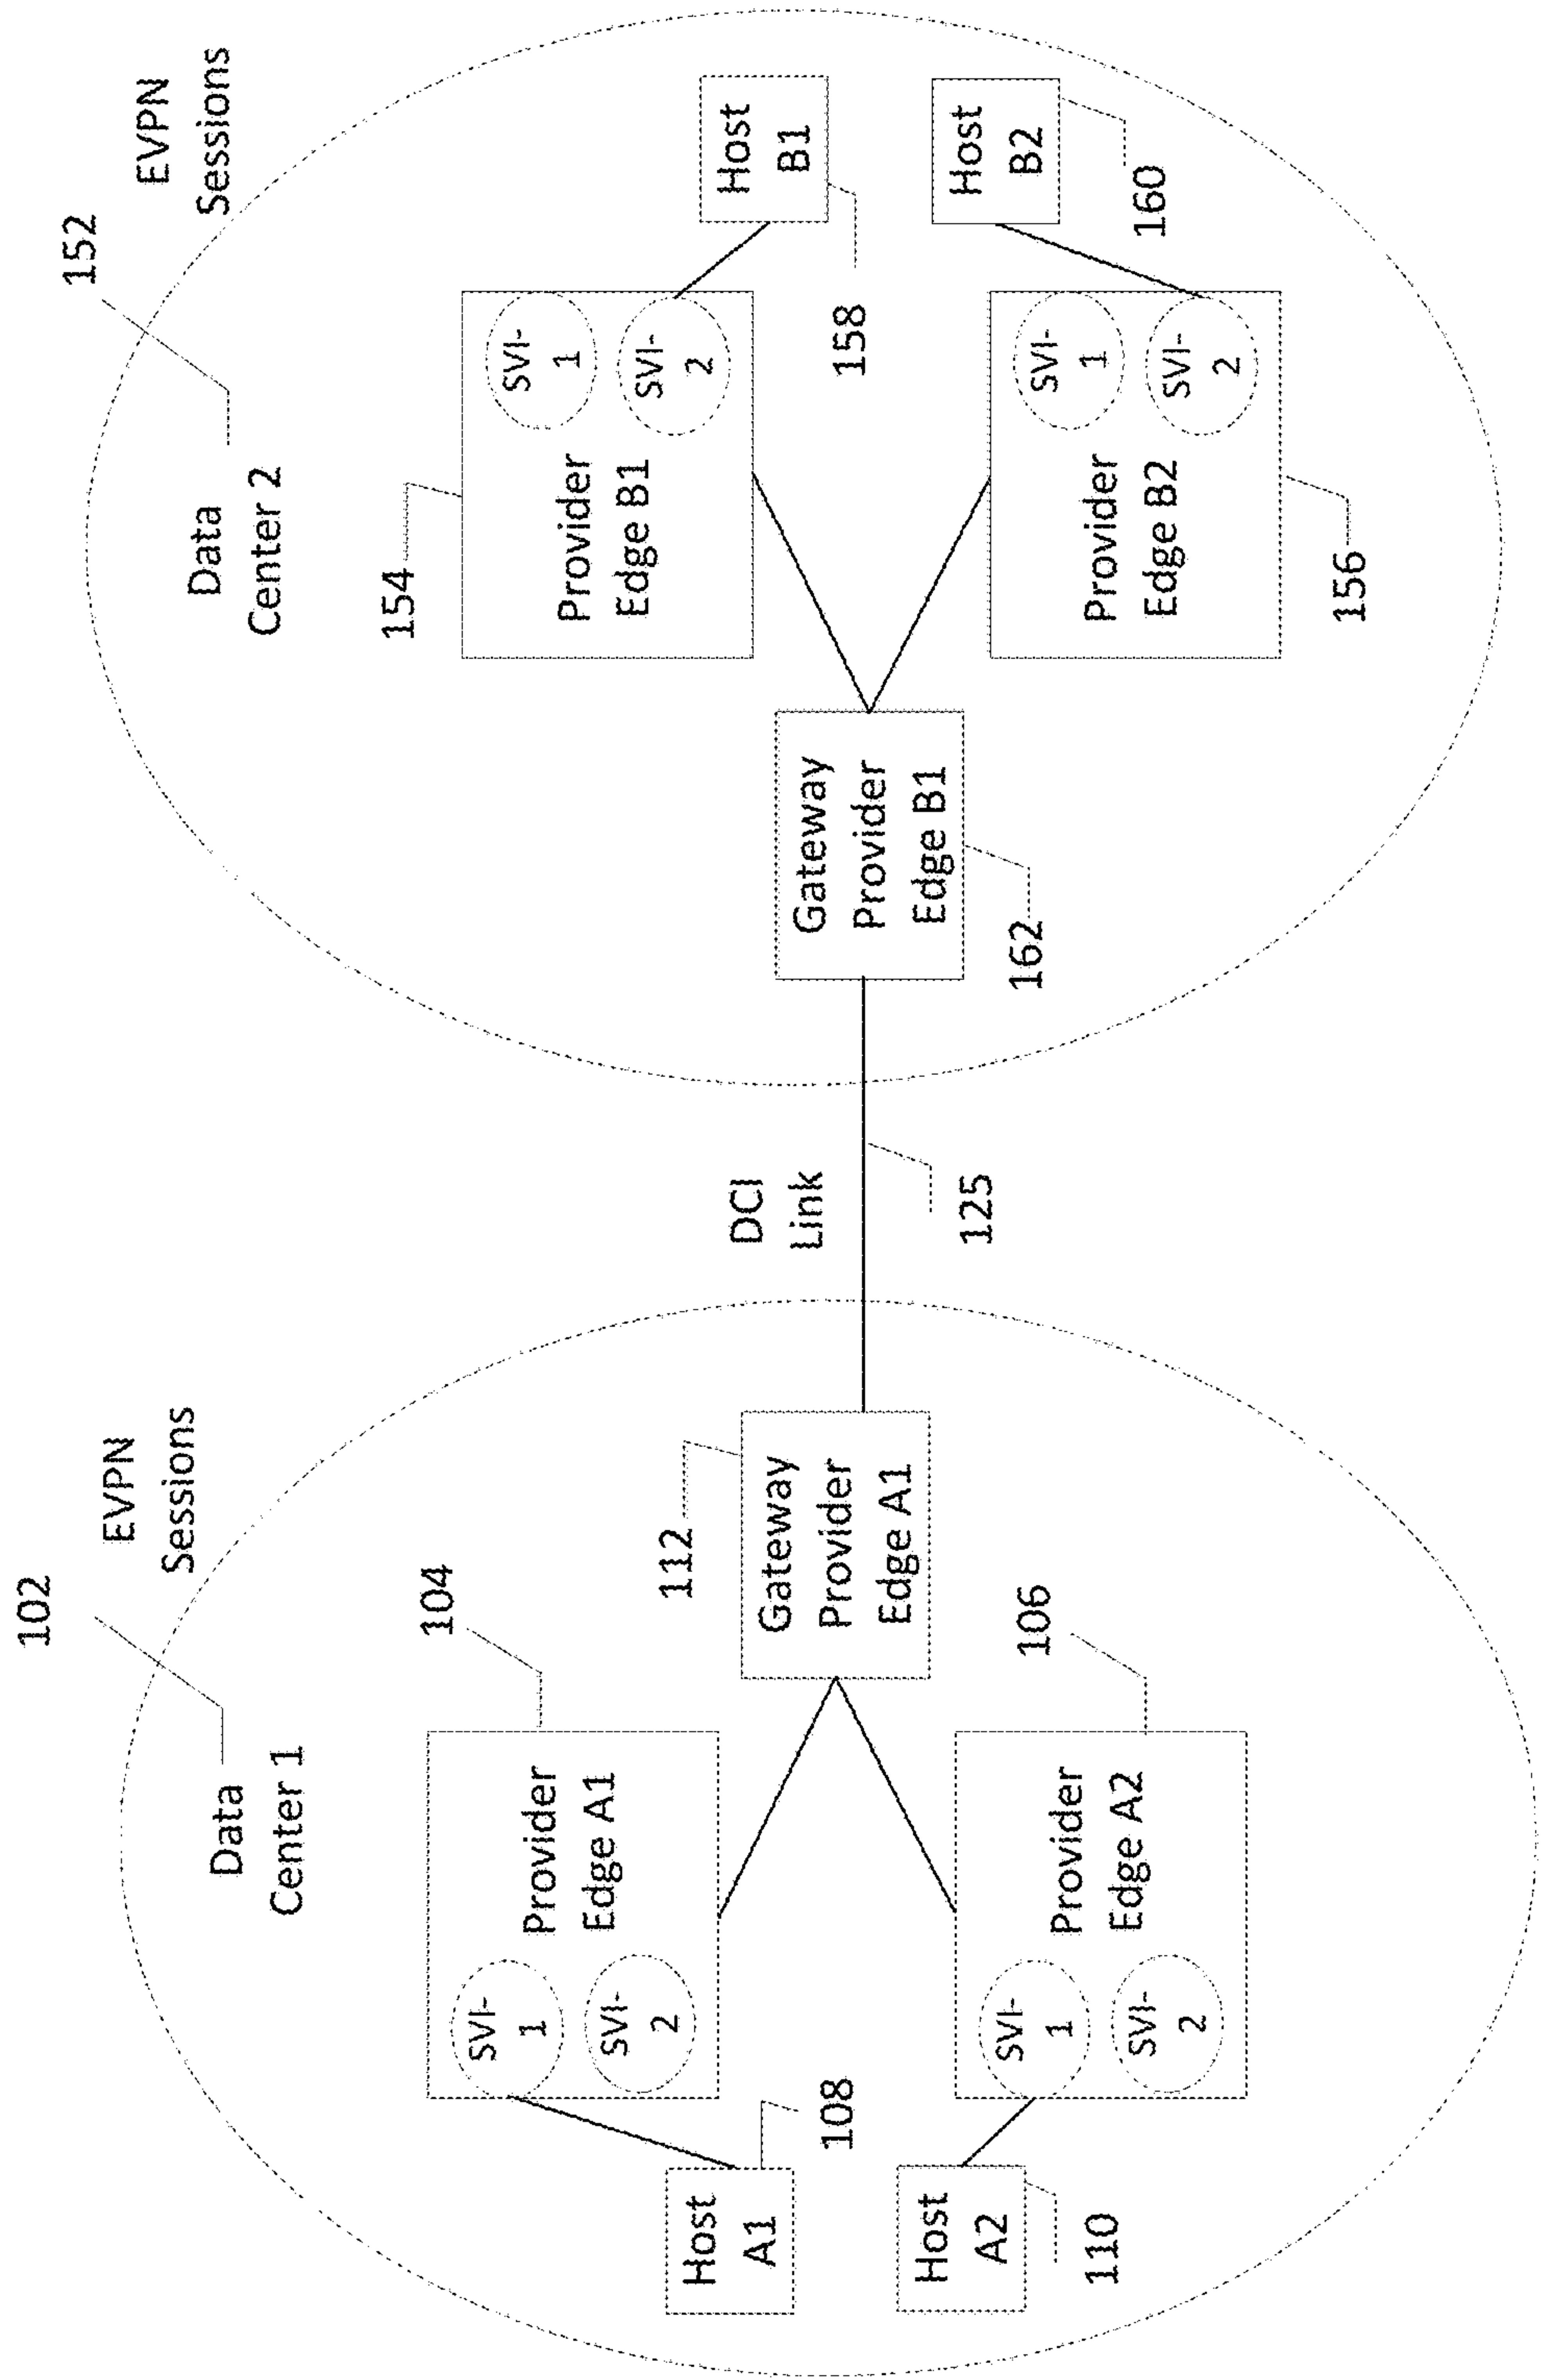 102
EVPN
Sessions
Data
Center 1
104
Provider
Edge A1
SVI-
1
SVI-
2
Host
A1
108
112
Gateway
Provider
Edge A1
106
Provider
Edge A2
SVI-
1
SVI-
2
Host
A2
110
DCI
Link
125
152
EVPN
Sessions
Data
Center 2
154
Provider
Edge B1
SVI-
1
SVI-
2
Host
B1
158
Gateway
Provider
Edge B1
162
Provider
Edge B2
SVI-
1
SVI-
2
Host
B2
160
156